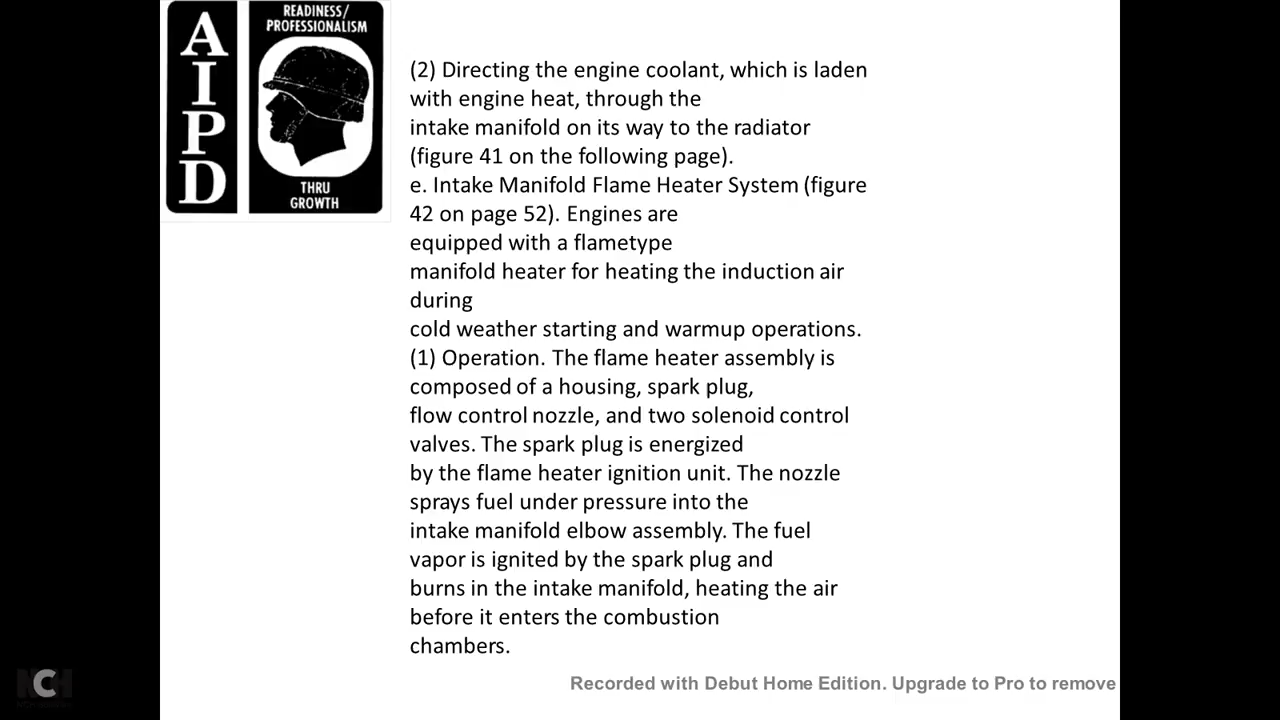 AIPD
READINESS/
PROFESSIONALISM
THRU
GROWTH
(2) Directing the engine coolant, which is laden
with engine heat, through the
intake manifold on its way to the radiator
(figure 41 on the following page).
e. Intake Manifold Flame Heater System (figure
42 on page 52). Engines are
equipped with a flametype
manifold heater for heating the induction air
during
cold weather starting and warmup operations.
(1) Operation. The flame heater assembly is
composed of a housing, spark plug,
flow control nozzle, and two solenoid control
valves. The spark plug is energized
by the flame heater ignition unit. The nozzle
sprays fuel under pressure into the
intake manifold elbow assembly. The fuel
vapor is ignited by the spark plug and
burns in the intake manifold, heating the air
before it enters the combustion
chambers.
NCH
Recorded with Debut Home Edition. Upgrade to Pro to remove